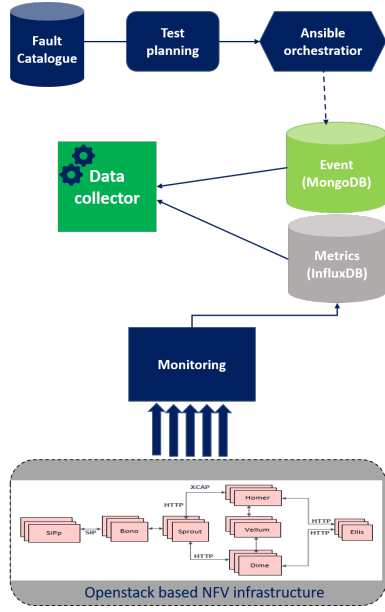 Fault
Catalogue
Test
planning
Ansible
orchestratior
Event
(MongoDB)
Data
collector
Metrics
(InfluxDB)
Monitoring
XCAP
Homer
HTTP
HTTP
SIPp
SIP
Bono
Sprout
Vellum
Ellis
HTTP
HTTP
Dime
Openstack based NFV infrastructure